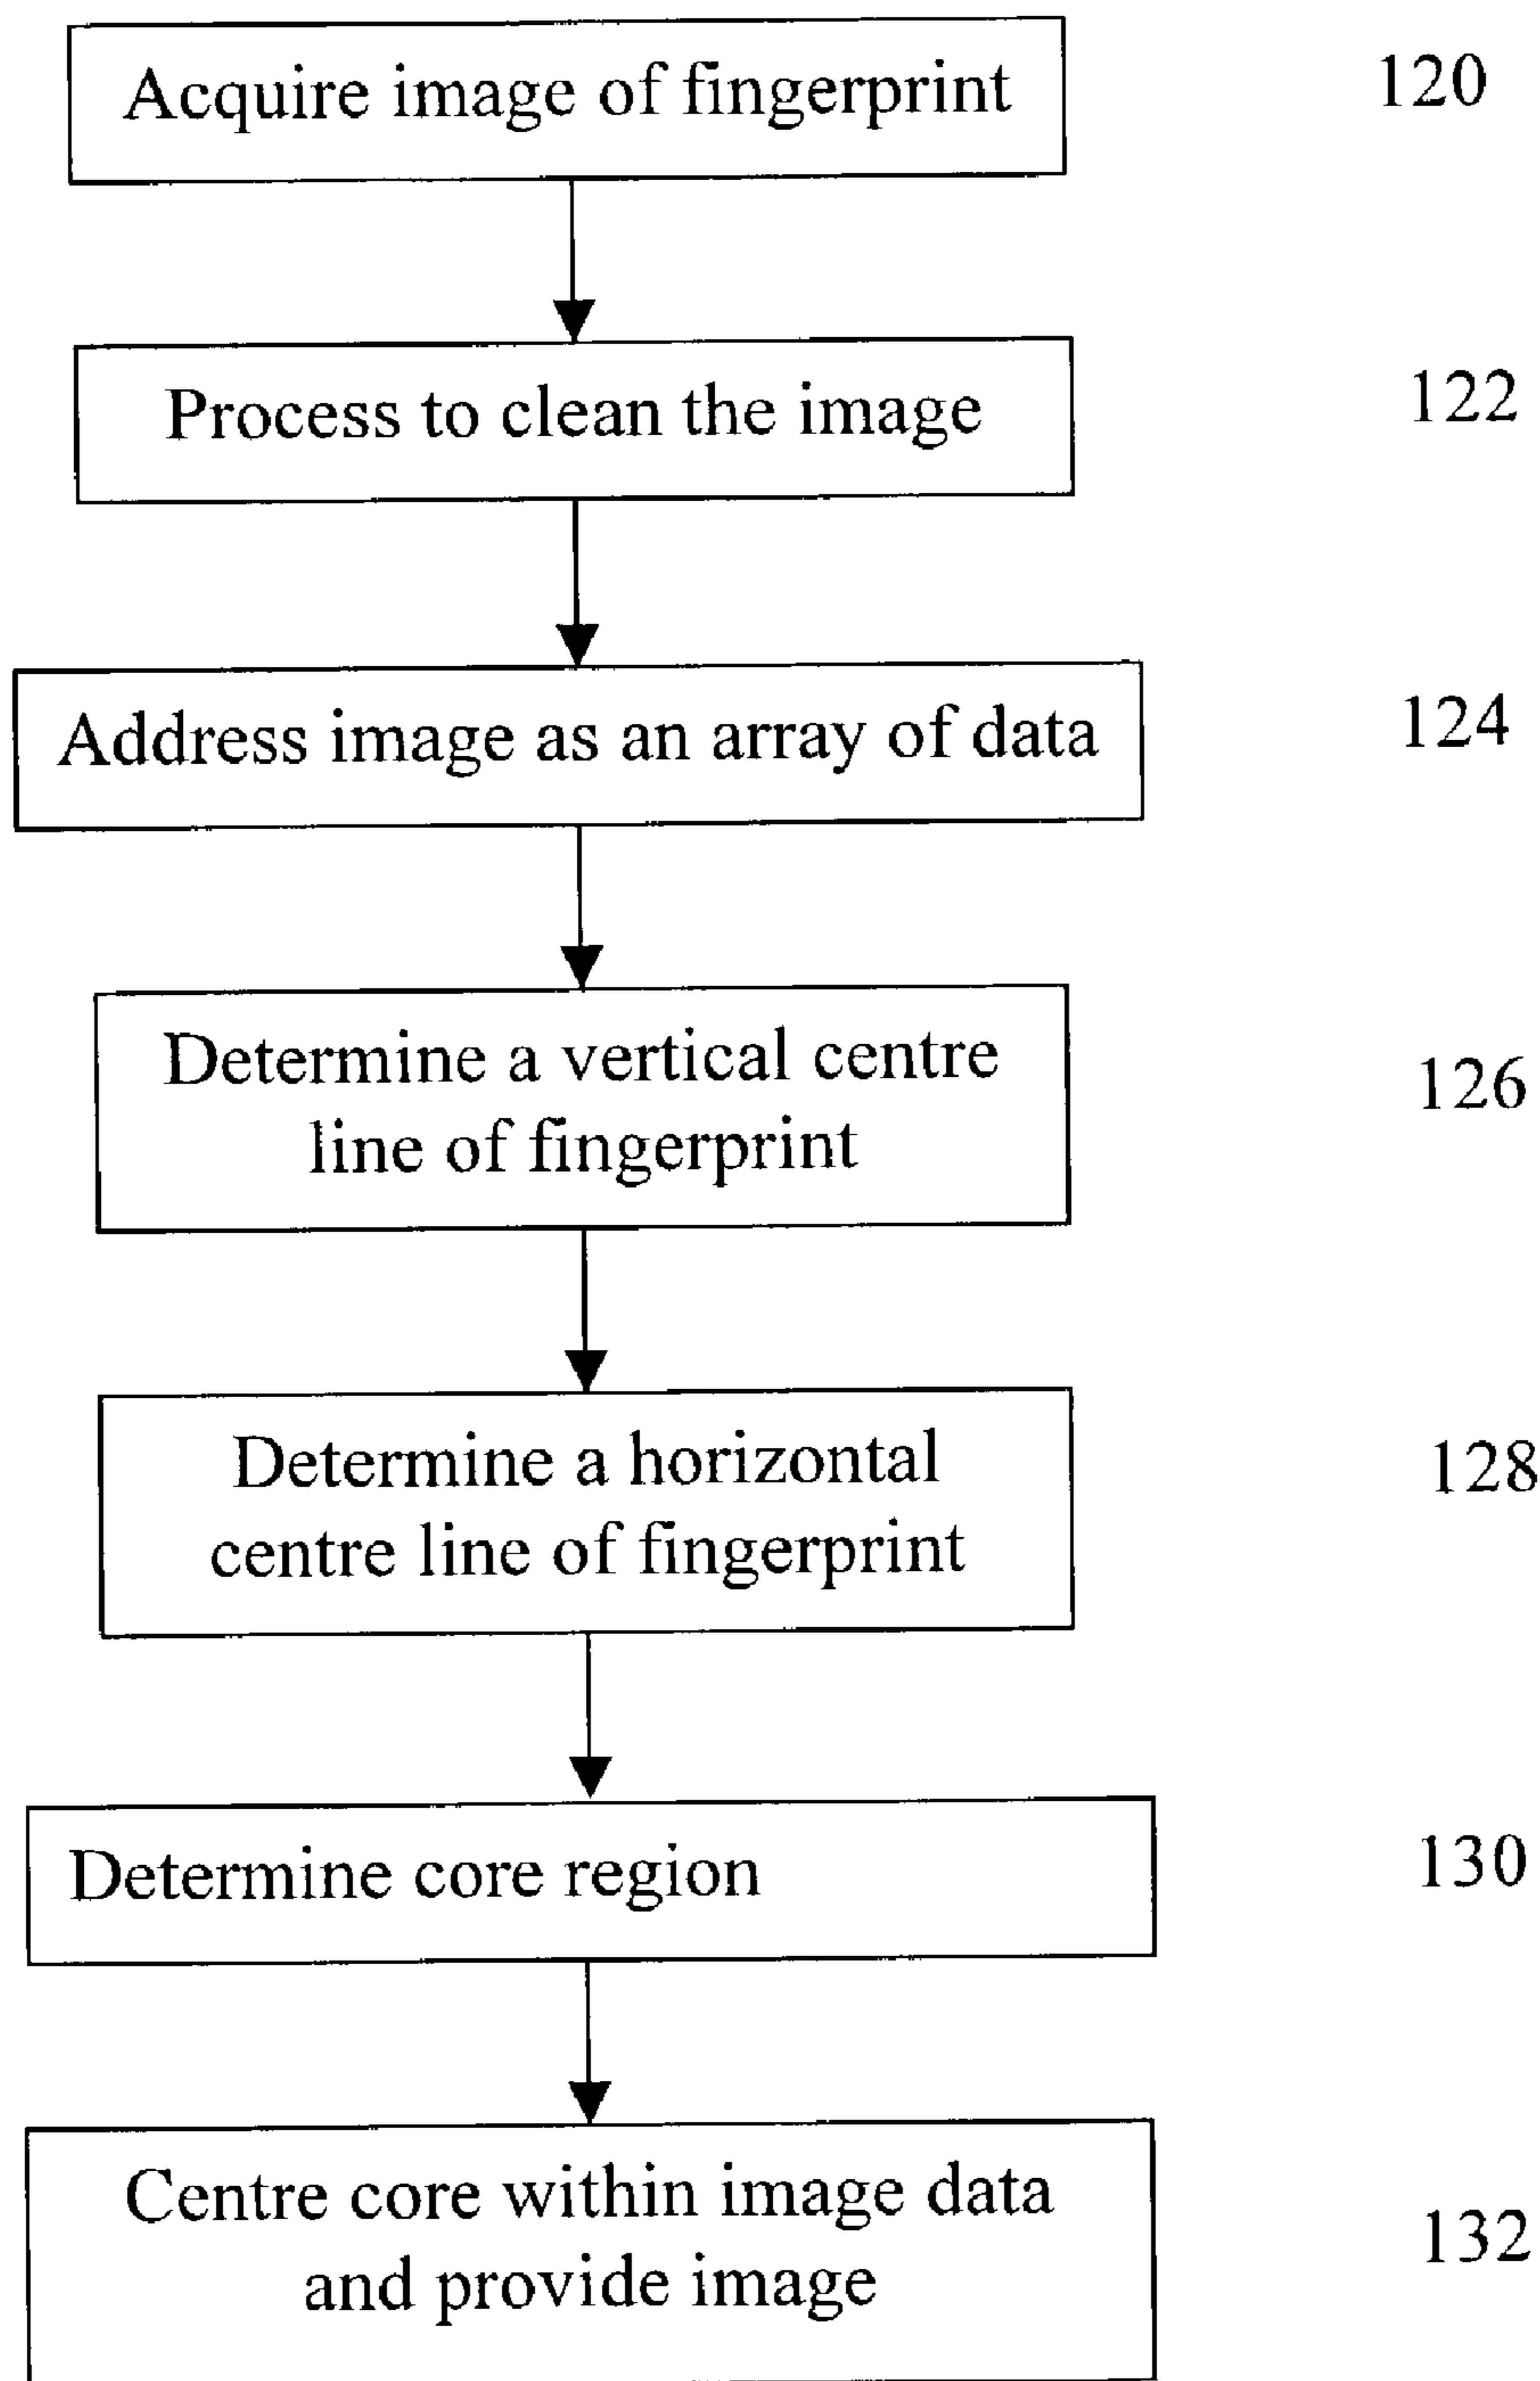 Acquire image of fingerprint
120
Process to clean the image
122
Address image as an array of data
124
Determine a vertical centre
line of fingerprint
126
Determine a horizontal
centre line of fingerprint
128
Determine core region
130
Centre core within image data
and provide image
132